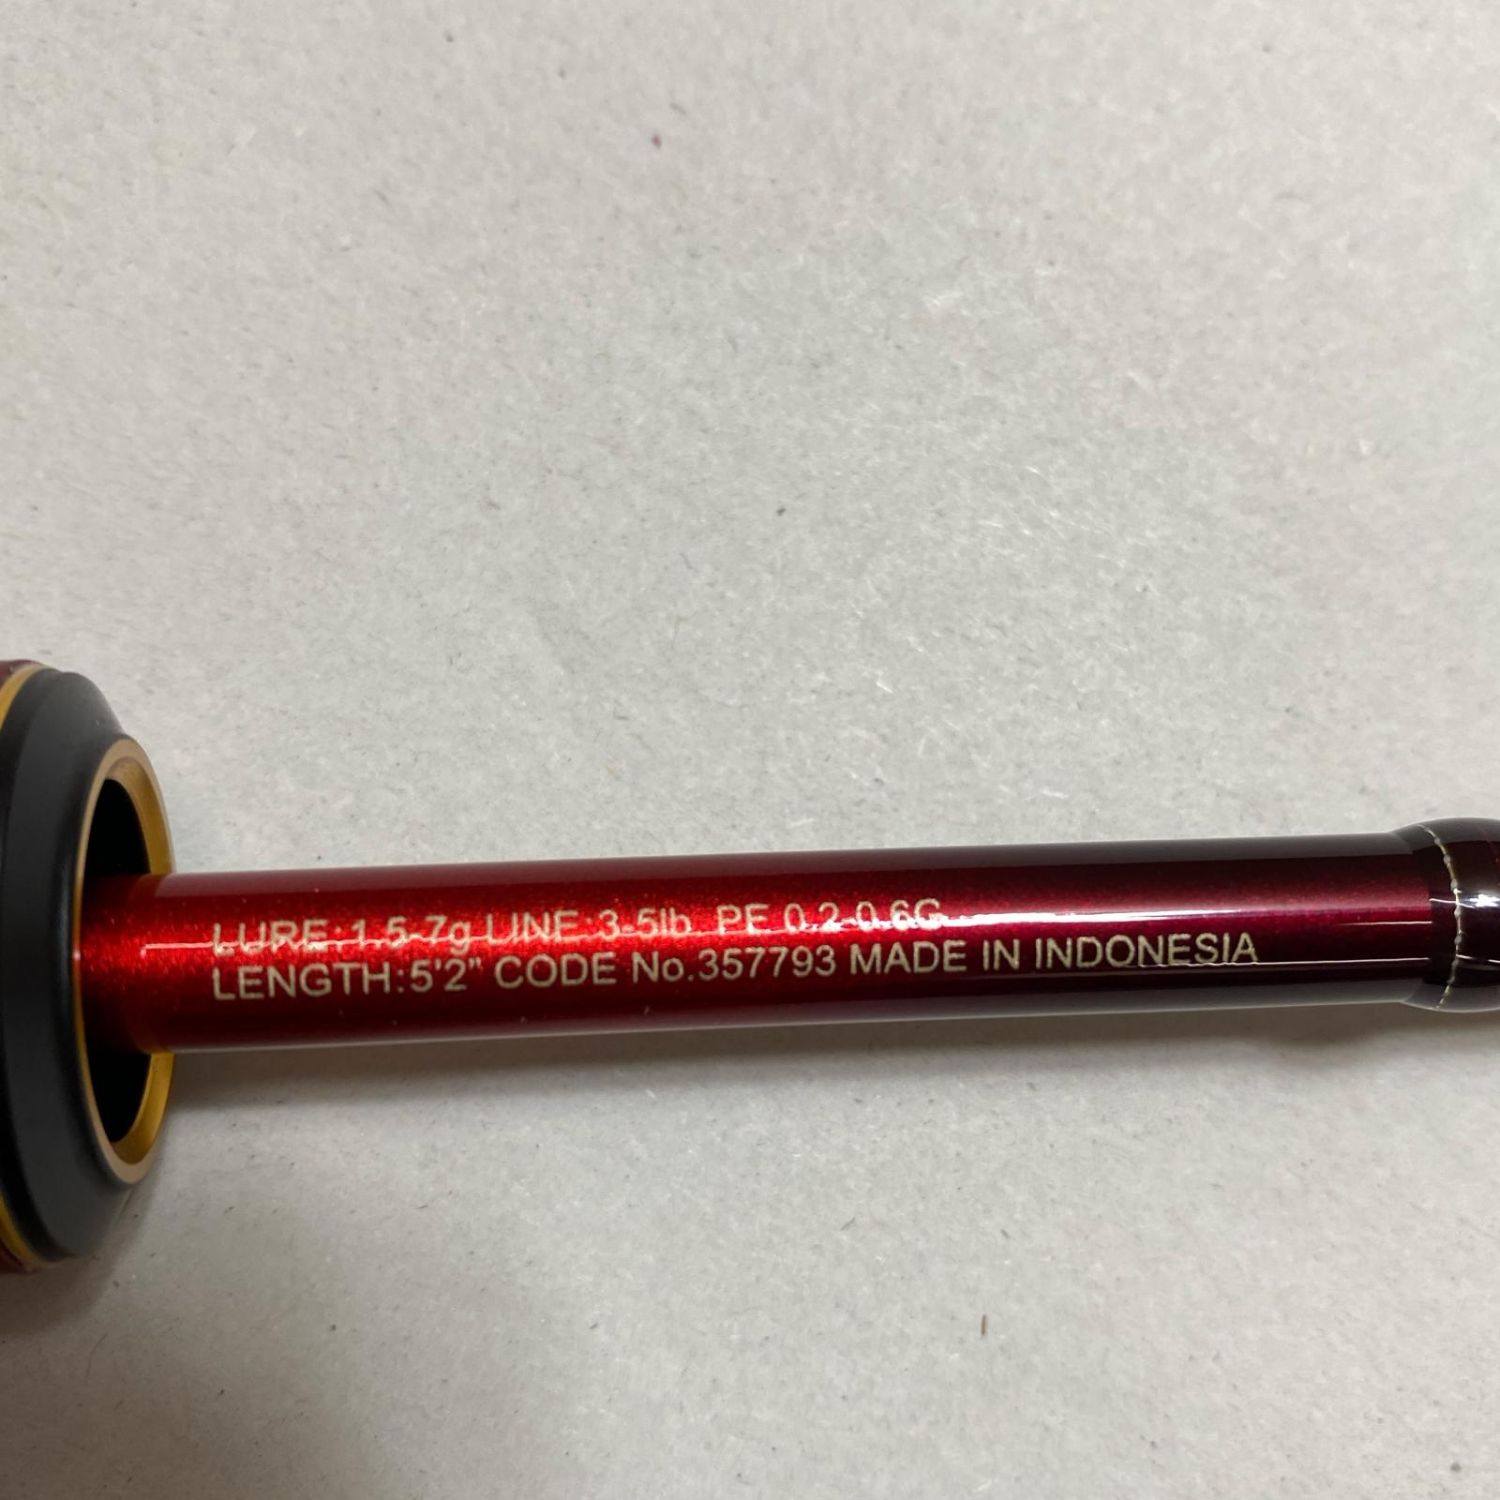 LURE:1.5-7g LINE:3-5lb PE 0.2-0.6G
LENGTH:5'2" CODE No.357793 MADE IN INDONESIA